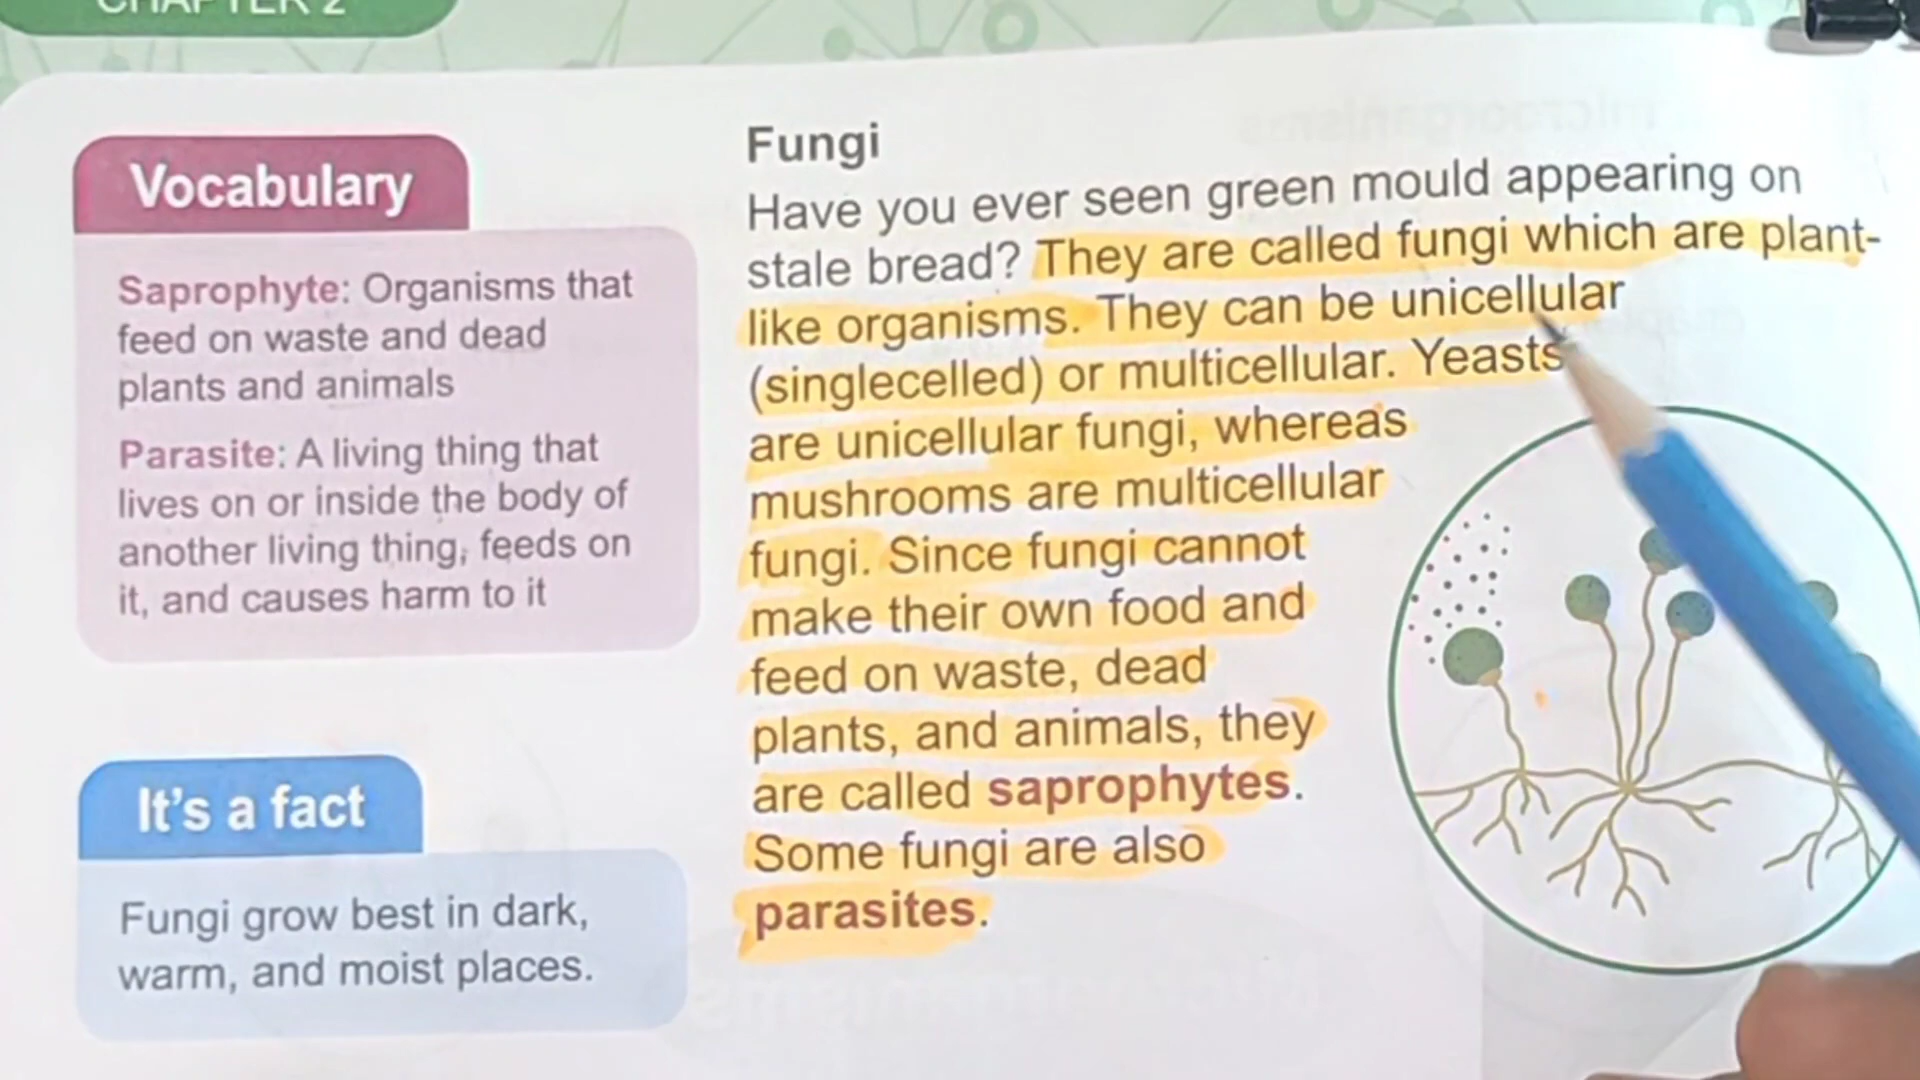 CHAPTER 2
Vocabulary
Saprophyte: Organisms that
feed on waste and dead
plants and animals
Parasite: A living thing that
lives on or inside the body of
another living thing, feeds on
it, and causes harm to it
It's a fact
Fungi grow best in dark,
warm, and moist places.
Fungi
Have you ever seen green mould appearing on
stale bread? They are called fungi which are plant-
like organisms. They can be unicellular
(singlecelled) or multicellular. Yeasts
are unicellular fungi, whereas
mushrooms are multicellular
fungi. Since fungi cannot
make their own food and
feed on waste, dead
plants, and animals, they
are called saprophytes.
Some fungi are also
parasites.